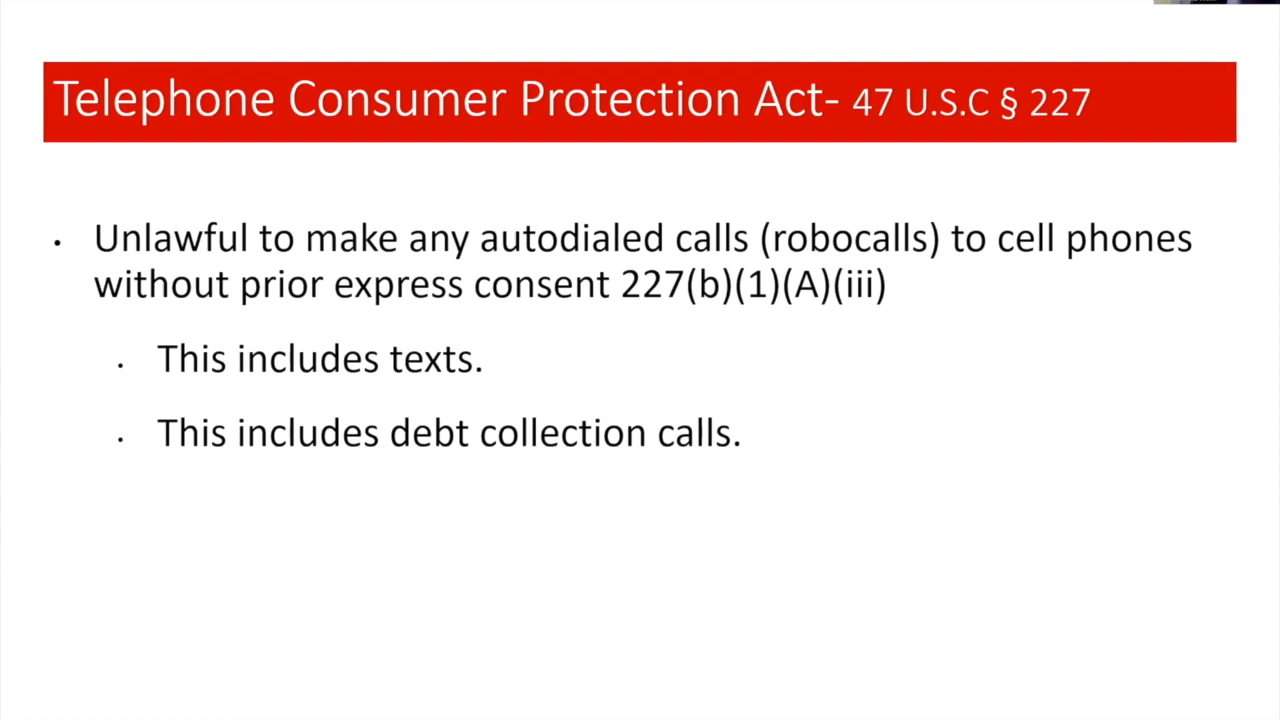 Telephone Consumer Protection Act- 47 U.S.C § 227
• Unlawful to make any autodialed calls (robocalls) to cell phones
without prior express consent 227(b)(1)(A)(iii)
• This includes texts.
• This includes debt collection calls.